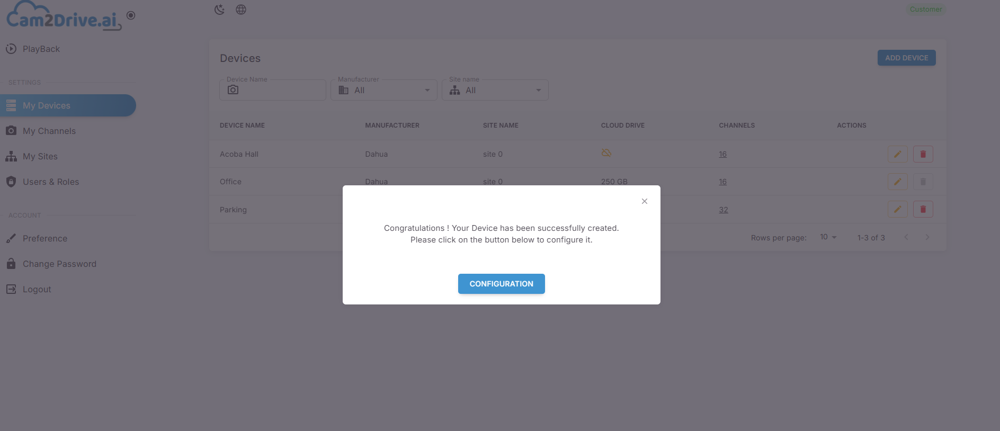 Cam2Drive.ai
Customer
PlayBack
SETTINGS
My Devices
My Channels
My Sites
Users & Roles
ACCOUNT
Preference
Change Password
Logout
Devices
ADD DEVICE
Device Name
Manufacturer
All
Site name
All
DEVICE NAME MANUFACTURER SITE NAME CLOUD DRIVE CHANNELS ACTIONS
Acoba Hall Dahua site 0 16
Office Dahua site 0 250 GB 16
Parking 32
Rows per page: 10 1-3 of 3
Congratulations ! Your Device has been successfully created.
Please click on the button below to configure it.
CONFIGURATION